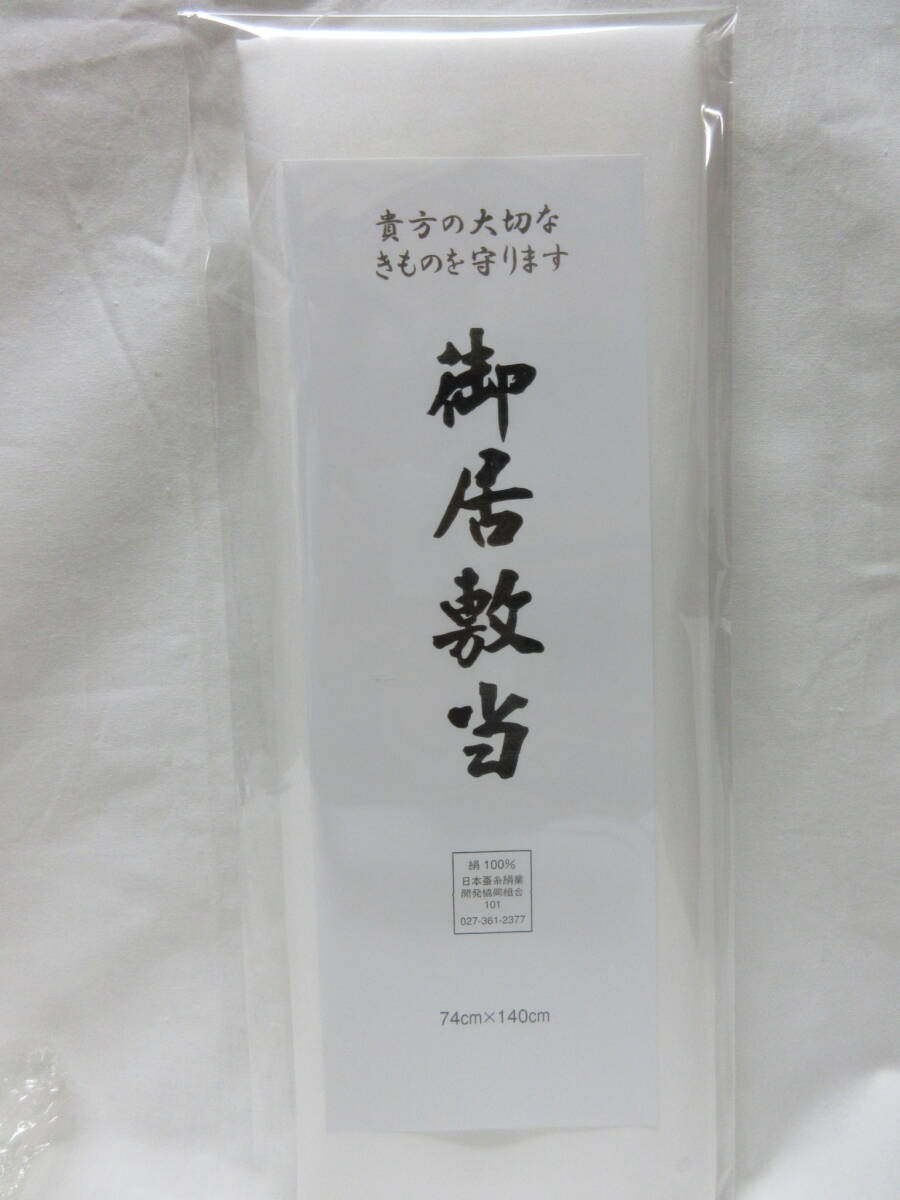 貴方の大切な
きものを守ります
御居敷当
絹 100%
日本蚕糸絹業
開発協同組合
101
027-361-2377
74cm×140cm